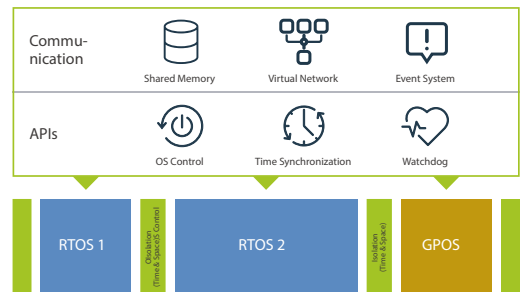 Commu-
nication
Shared Memory
Virtual Network
Event System
APIs
OS Control
Time Synchronization
Watchdog
RTOS 1
OIsolation
(Time & Space)S Control
RTOS 2
Isolation
(Time & Space)
GPOS